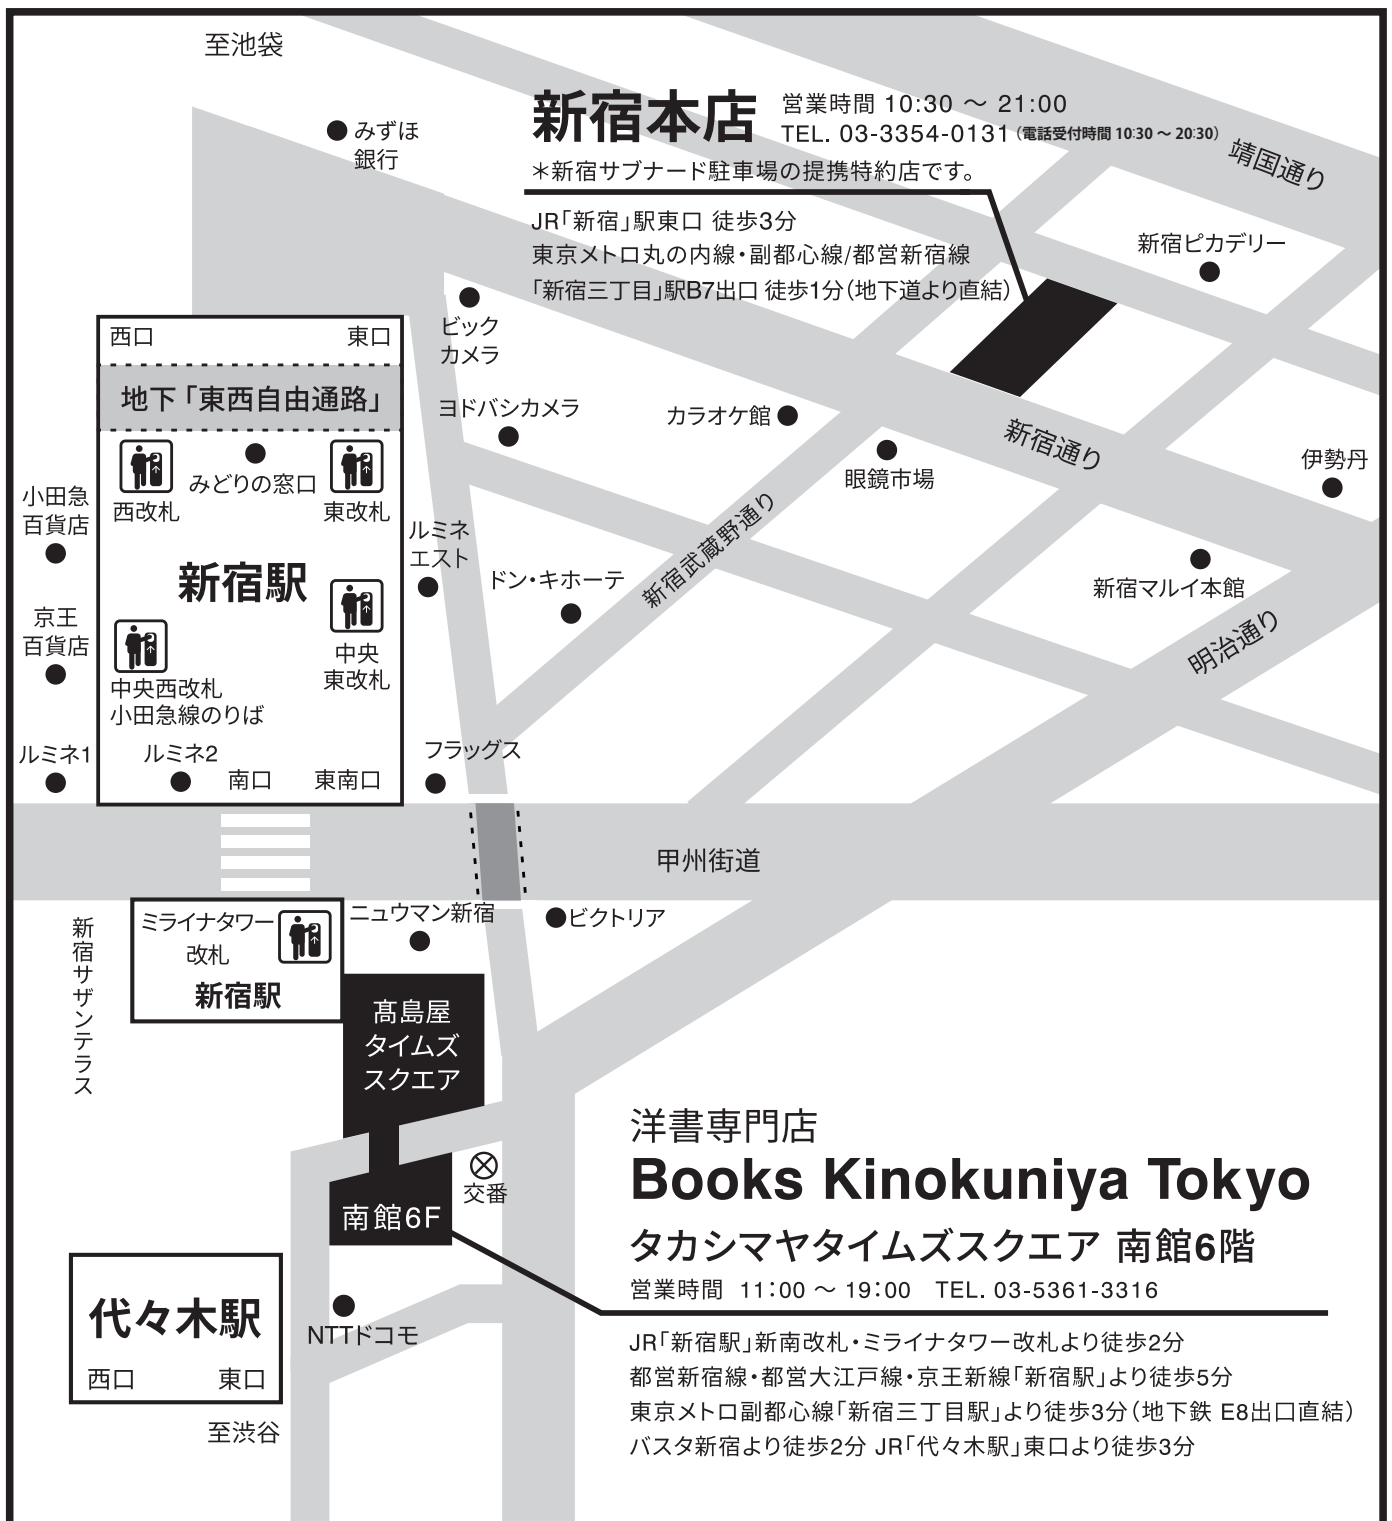 至池袋
新宿本店
営業時間 10:30 ～ 21:00
TEL. 03-3354-0131（電話受付時間 10:30 ～ 20:30）
＊新宿サブナード駐車場の提携特約店です。
JR「新宿」駅東口 徒歩3分
東京メトロ丸の内線・副都心線/都営新宿線
「新宿三丁目」駅B7出口 徒歩1分（地下道より直結）
みずほ
銀行
靖国通り
新宿ピカデリー
ビック
カメラ
西口
東口
地下「東西自由通路」
ヨドバシカメラ
カラオケ館
眼鏡市場
新宿通り
伊勢丹
みどりの窓口
西改札
東改札
小田急
百貨店
ルミネ
エスト
新宿武蔵野通り
ドン・キホーテ
新宿マルイ本館
新宿駅
京王
百貨店
中央
東改札
中央西改札
小田急線のりば
明治通り
ルミネ1
ルミネ2
南口
東南口
フラッグス
甲州街道
新宿サザンテラス
ミライナタワー
改札
新宿駅
ニュウマン新宿
ビクトリア
髙島屋
タイムズ
スクエア
交番
南館6F
洋書専門店
Books Kinokuniya Tokyo
タカシマヤタイムズスクエア 南館6階
営業時間 11:00 ～ 19:00 TEL. 03-5361-3316
JR「新宿駅」新南改札・ミライナタワー改札より徒歩2分
都営新宿線・都営大江戸線・京王新線「新宿駅」より徒歩5分
東京メトロ副都心線「新宿三丁目駅」より徒歩3分（地下鉄 E8出口直結）
バスタ新宿より徒歩2分 JR「代々木駅」東口より徒歩3分
代々木駅
西口
東口
NTTドコモ
至渋谷